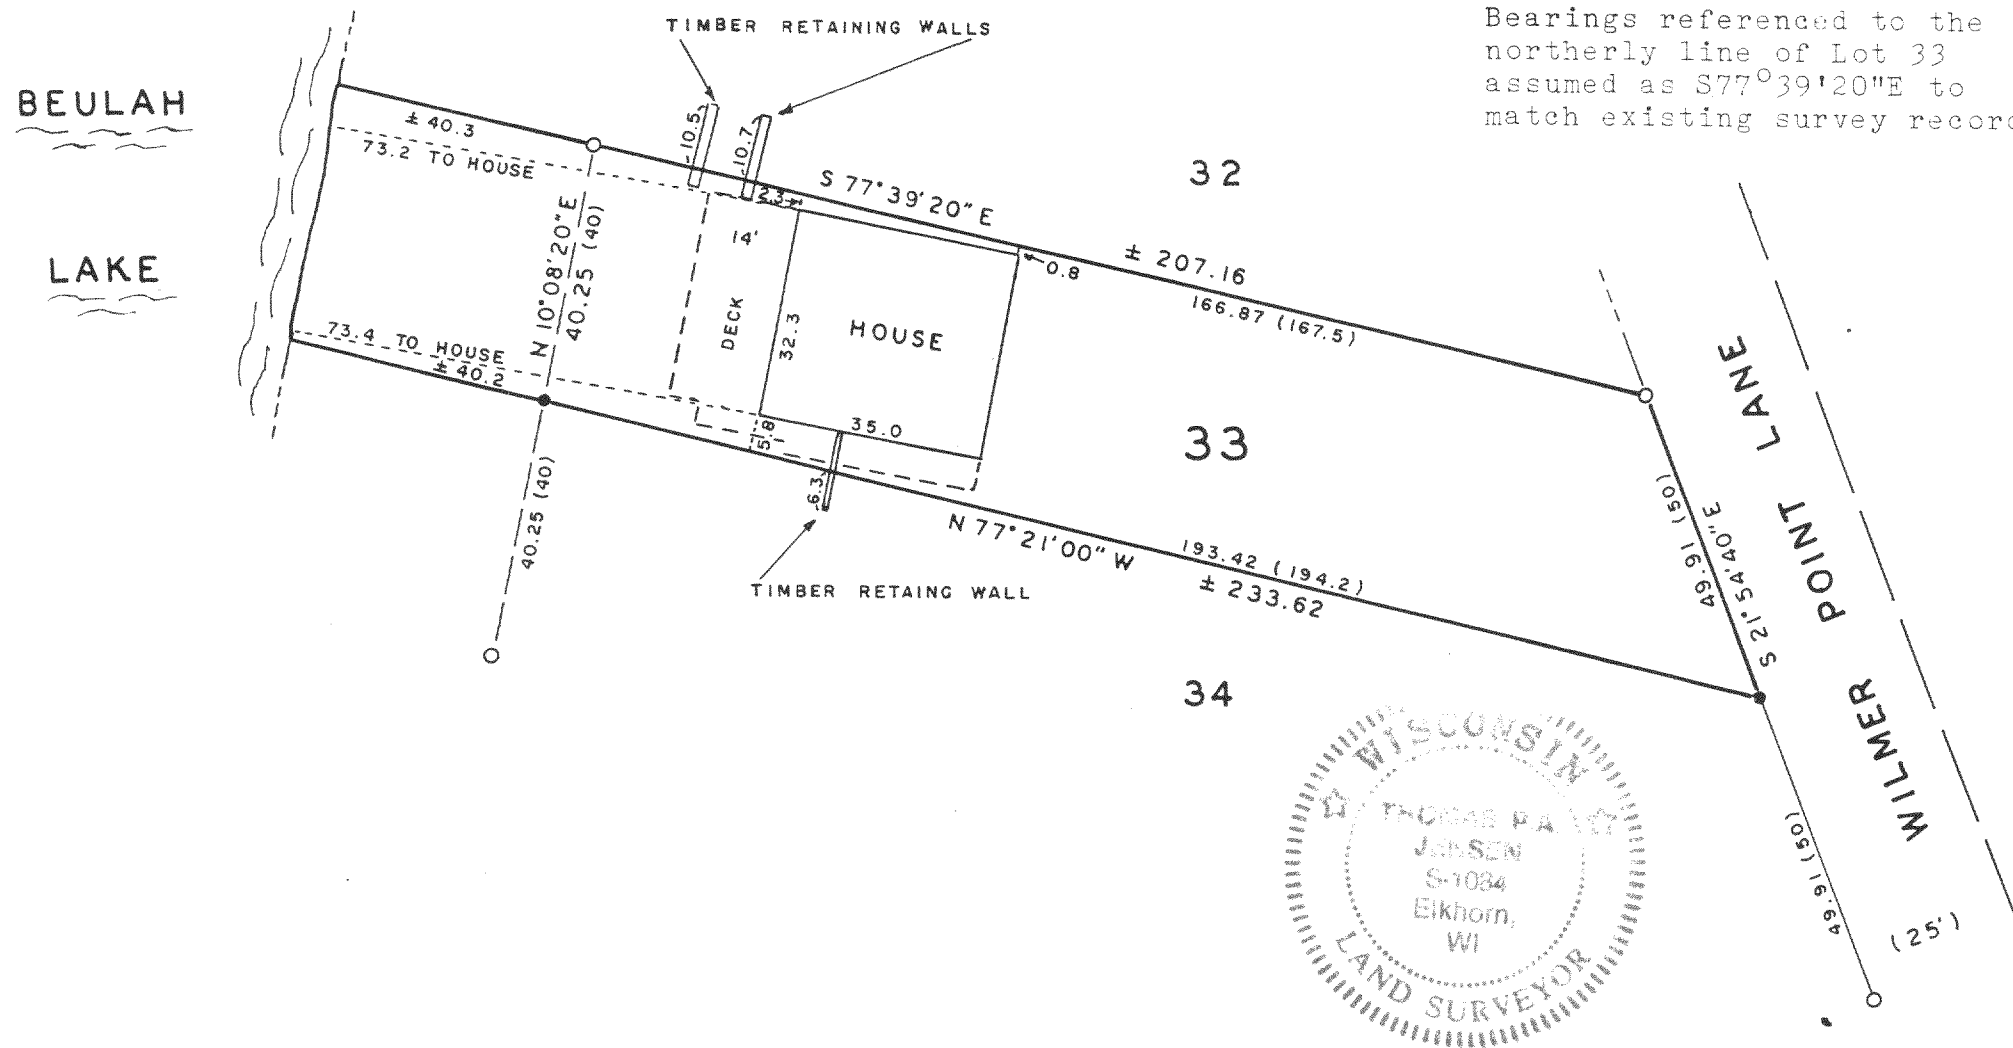 TIMBER RETAINING WALLS
Bearings referenced to the
northerly line of Lot 33
assumed as S77°39'20"E to
match existing survey record
BEULAH
LAKE
± 40.3
73.2 TO HOUSE
10.5
10.7
2.3
S 77°39'20" E
32
± 207.16
166.87 (167.5)
0.8
N 10°08'20" E
40.25 (40)
14'
DECK
32.3
HOUSE
73.4 TO HOUSE
± 40.2
5.8
35.0
33
6.3
40.25 (40)
N 77°21'00" W
193.42 (194.2)
± 233.62
TIMBER RETAING WALL
34
49.91 (50)
S 21°54'40" E
WILMER POINT LANE
49.91 (50)
(25')
WISCONSIN
THOMAS P.A.
JENSEN
S-1034
Elkhorn,
WI
LAND SURVEYOR